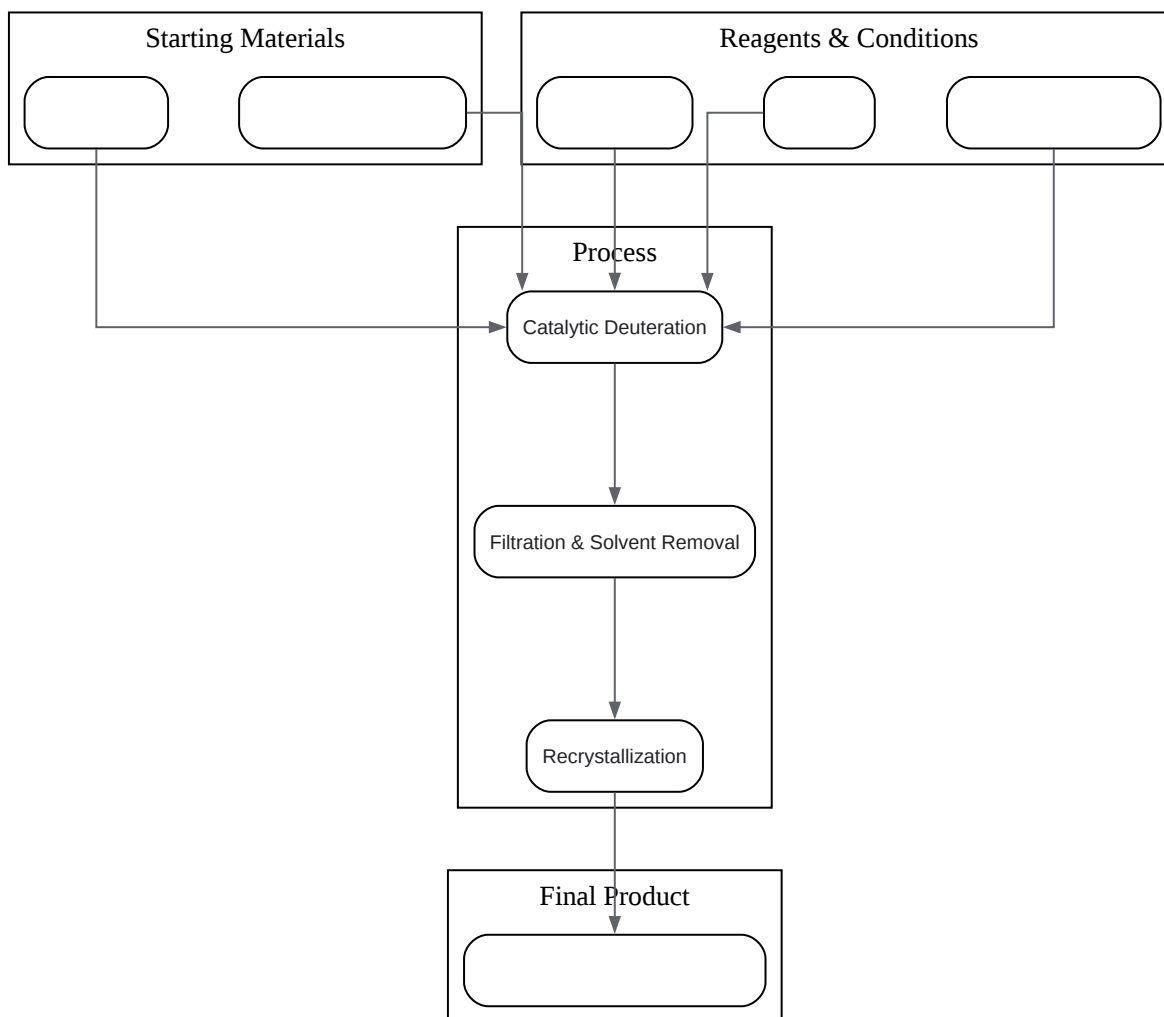 Starting Materials
Reagents & Conditions
Process
Catalytic Deuteration
Filtration & Solvent Removal
Recrystallization
Final Product